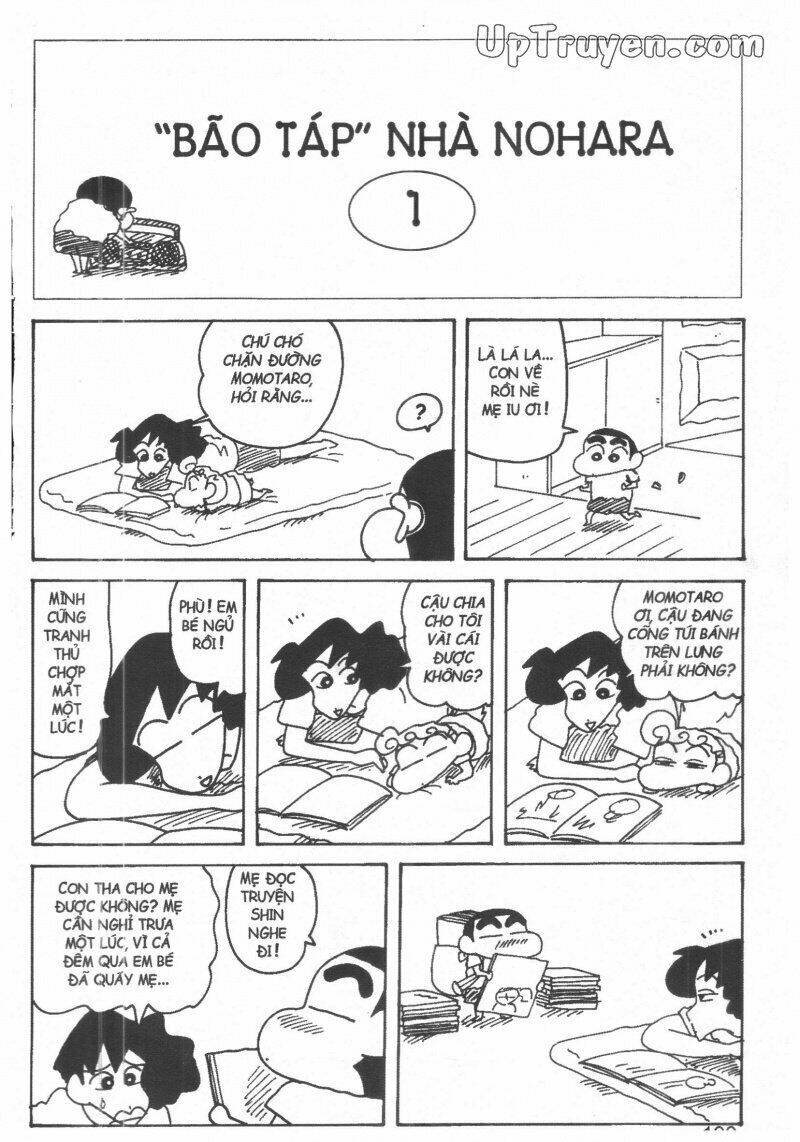 UpTruyen.com
"BÃO TÁP" NHÀ NOHARA
1
LÀ LÁ LA...
CON VỀ
RỒI NÈ
MẸ IU ƠI!
CHÚ CHÓ
CHẶN ĐƯỜNG
MOMOTARO,
HỎI RẰNG...
?
MOMOTARO
ƠI, CẬU ĐANG
CÕNG TÚI BÁNH
TRÊN LƯNG
PHẢI KHÔNG?
CẬU CHIA
CHO TÔI
VÀI CÁI
ĐƯỢC
KHÔNG?
PHÙ! EM
BÉ NGỦ
RỒI!
MÌNH
CŨNG
TRANH
THỦ
CHỢP
MẮT
MỘT
LÚC!
MẸ ĐỌC
TRUYỆN
SHIN
NGHE
ĐI!
CON THA CHO MẸ
ĐƯỢC KHÔNG? MẸ
CẦN NGHỈ TRƯA
MỘT LÚC, VÌ CẢ
ĐÊM QUA EM BÉ
ĐÃ QUẤY MẸ...